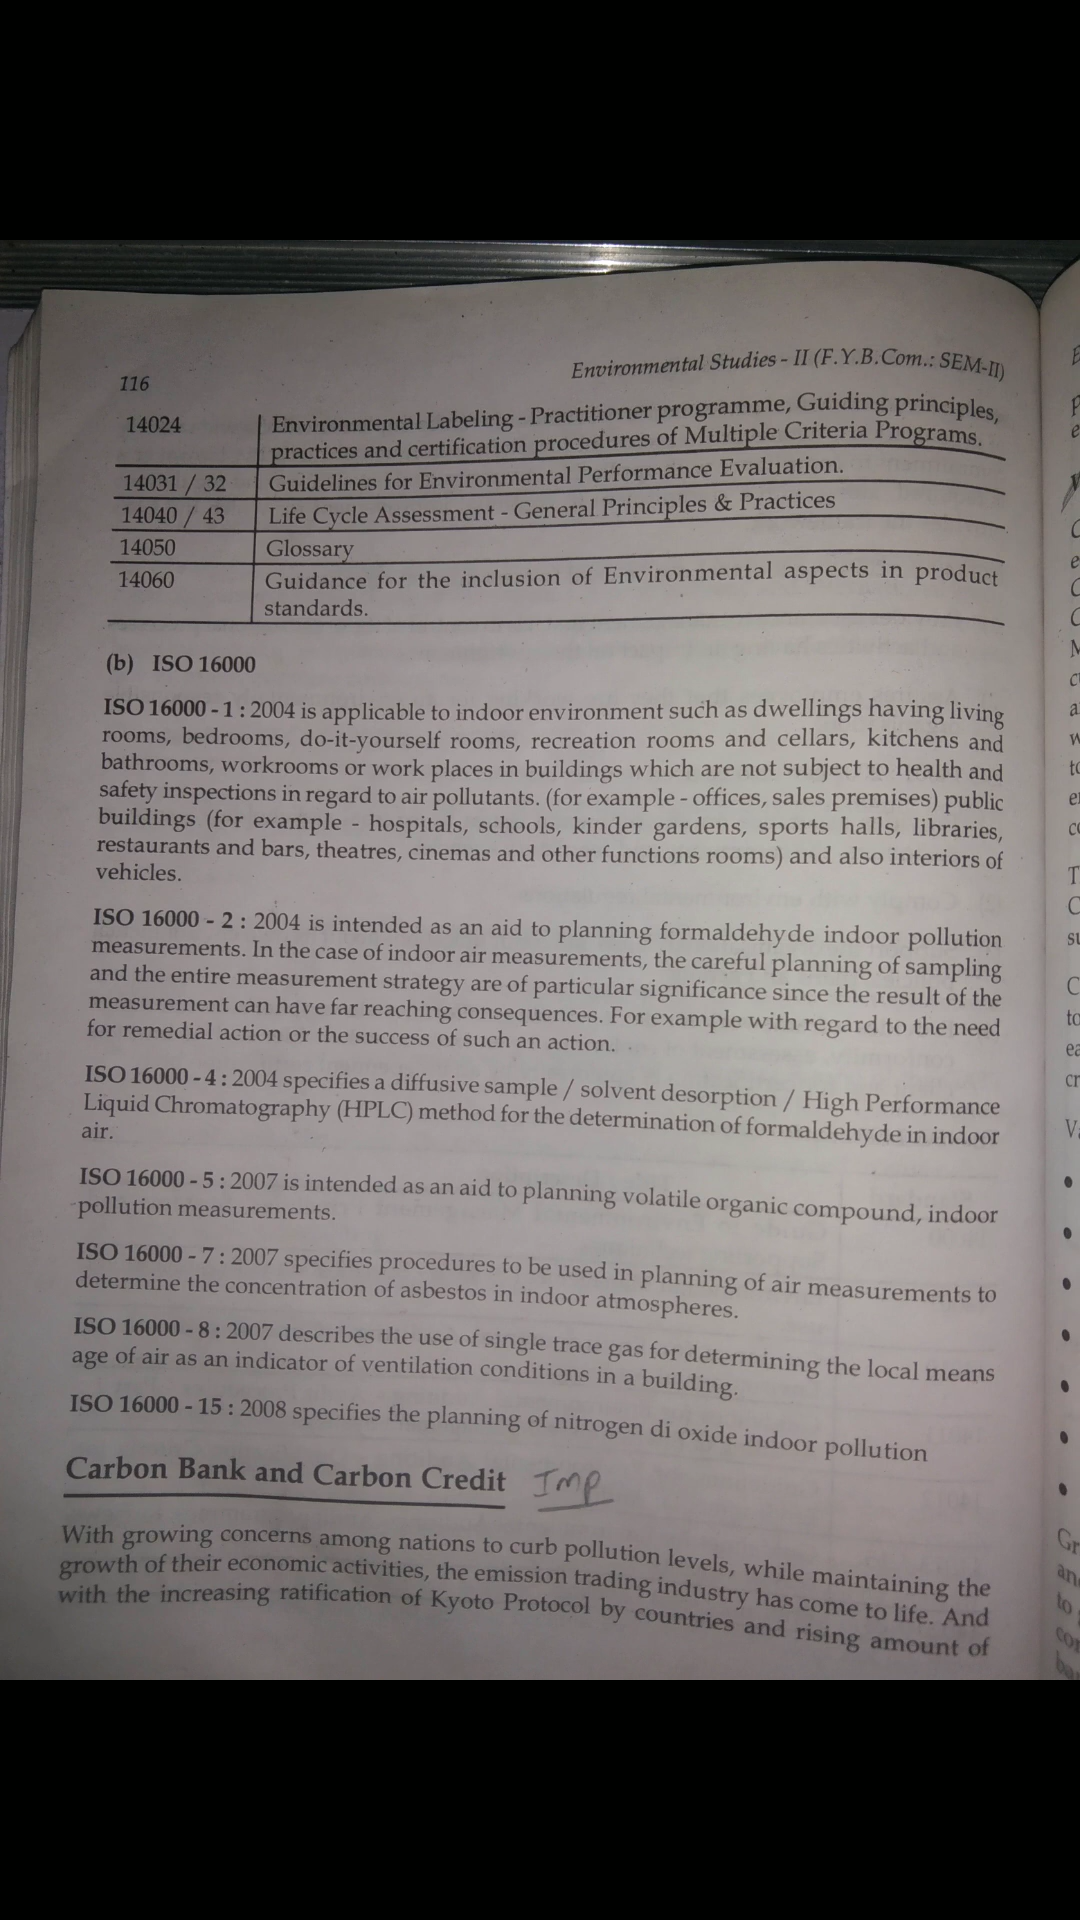 116
Environmental Studies - II (F.Y.B.Com.: SEM-II)
14024 Environmental Labeling - Practitioner programme, Guiding principles,
practices and certification procedures of Multiple Criteria Programs.
14031 / 32 Guidelines for Environmental Performance Evaluation.
14040 / 43 Life Cycle Assessment - General Principles & Practices
14050 Glossary
14060 Guidance for the inclusion of Environmental aspects in product
standards.
(b) ISO 16000
ISO 16000 - 1 : 2004 is applicable to indoor environment such as dwellings having living
rooms, bedrooms, do-it-yourself rooms, recreation rooms and cellars, kitchens and
bathrooms, workrooms or work places in buildings which are not subject to health and
safety inspections in regard to air pollutants. (for example - offices, sales premises) public
buildings (for example - hospitals, schools, kinder gardens, sports halls, libraries,
restaurants and bars, theatres, cinemas and other functions rooms) and also interiors of
vehicles.
ISO 16000 - 2 : 2004 is intended as an aid to planning formaldehyde indoor pollution
measurements. In the case of indoor air measurements, the careful planning of sampling
and the entire measurement strategy are of particular significance since the result of the
measurement can have far reaching consequences. For example with regard to the need
for remedial action or the success of such an action.
ISO 16000 - 4 : 2004 specifies a diffusive sample / solvent desorption / High Performance
Liquid Chromatography (HPLC) method for the determination of formaldehyde in indoor
air.
ISO 16000 - 5 : 2007 is intended as an aid to planning volatile organic compound, indoor
pollution measurements.
ISO 16000 - 7 : 2007 specifies procedures to be used in planning of air measurements to
determine the concentration of asbestos in indoor atmospheres.
ISO 16000 - 8 : 2007 describes the use of single trace gas for determining the local means
age of air as an indicator of ventilation conditions in a building.
ISO 16000 - 15 : 2008 specifies the planning of nitrogen di oxide indoor pollution
Carbon Bank and Carbon Credit IMP
With growing concerns among nations to curb pollution levels, while maintaining the
growth of their economic activities, the emission trading industry has come to life. And
with the increasing ratification of Kyoto Protocol by countries and rising amount of